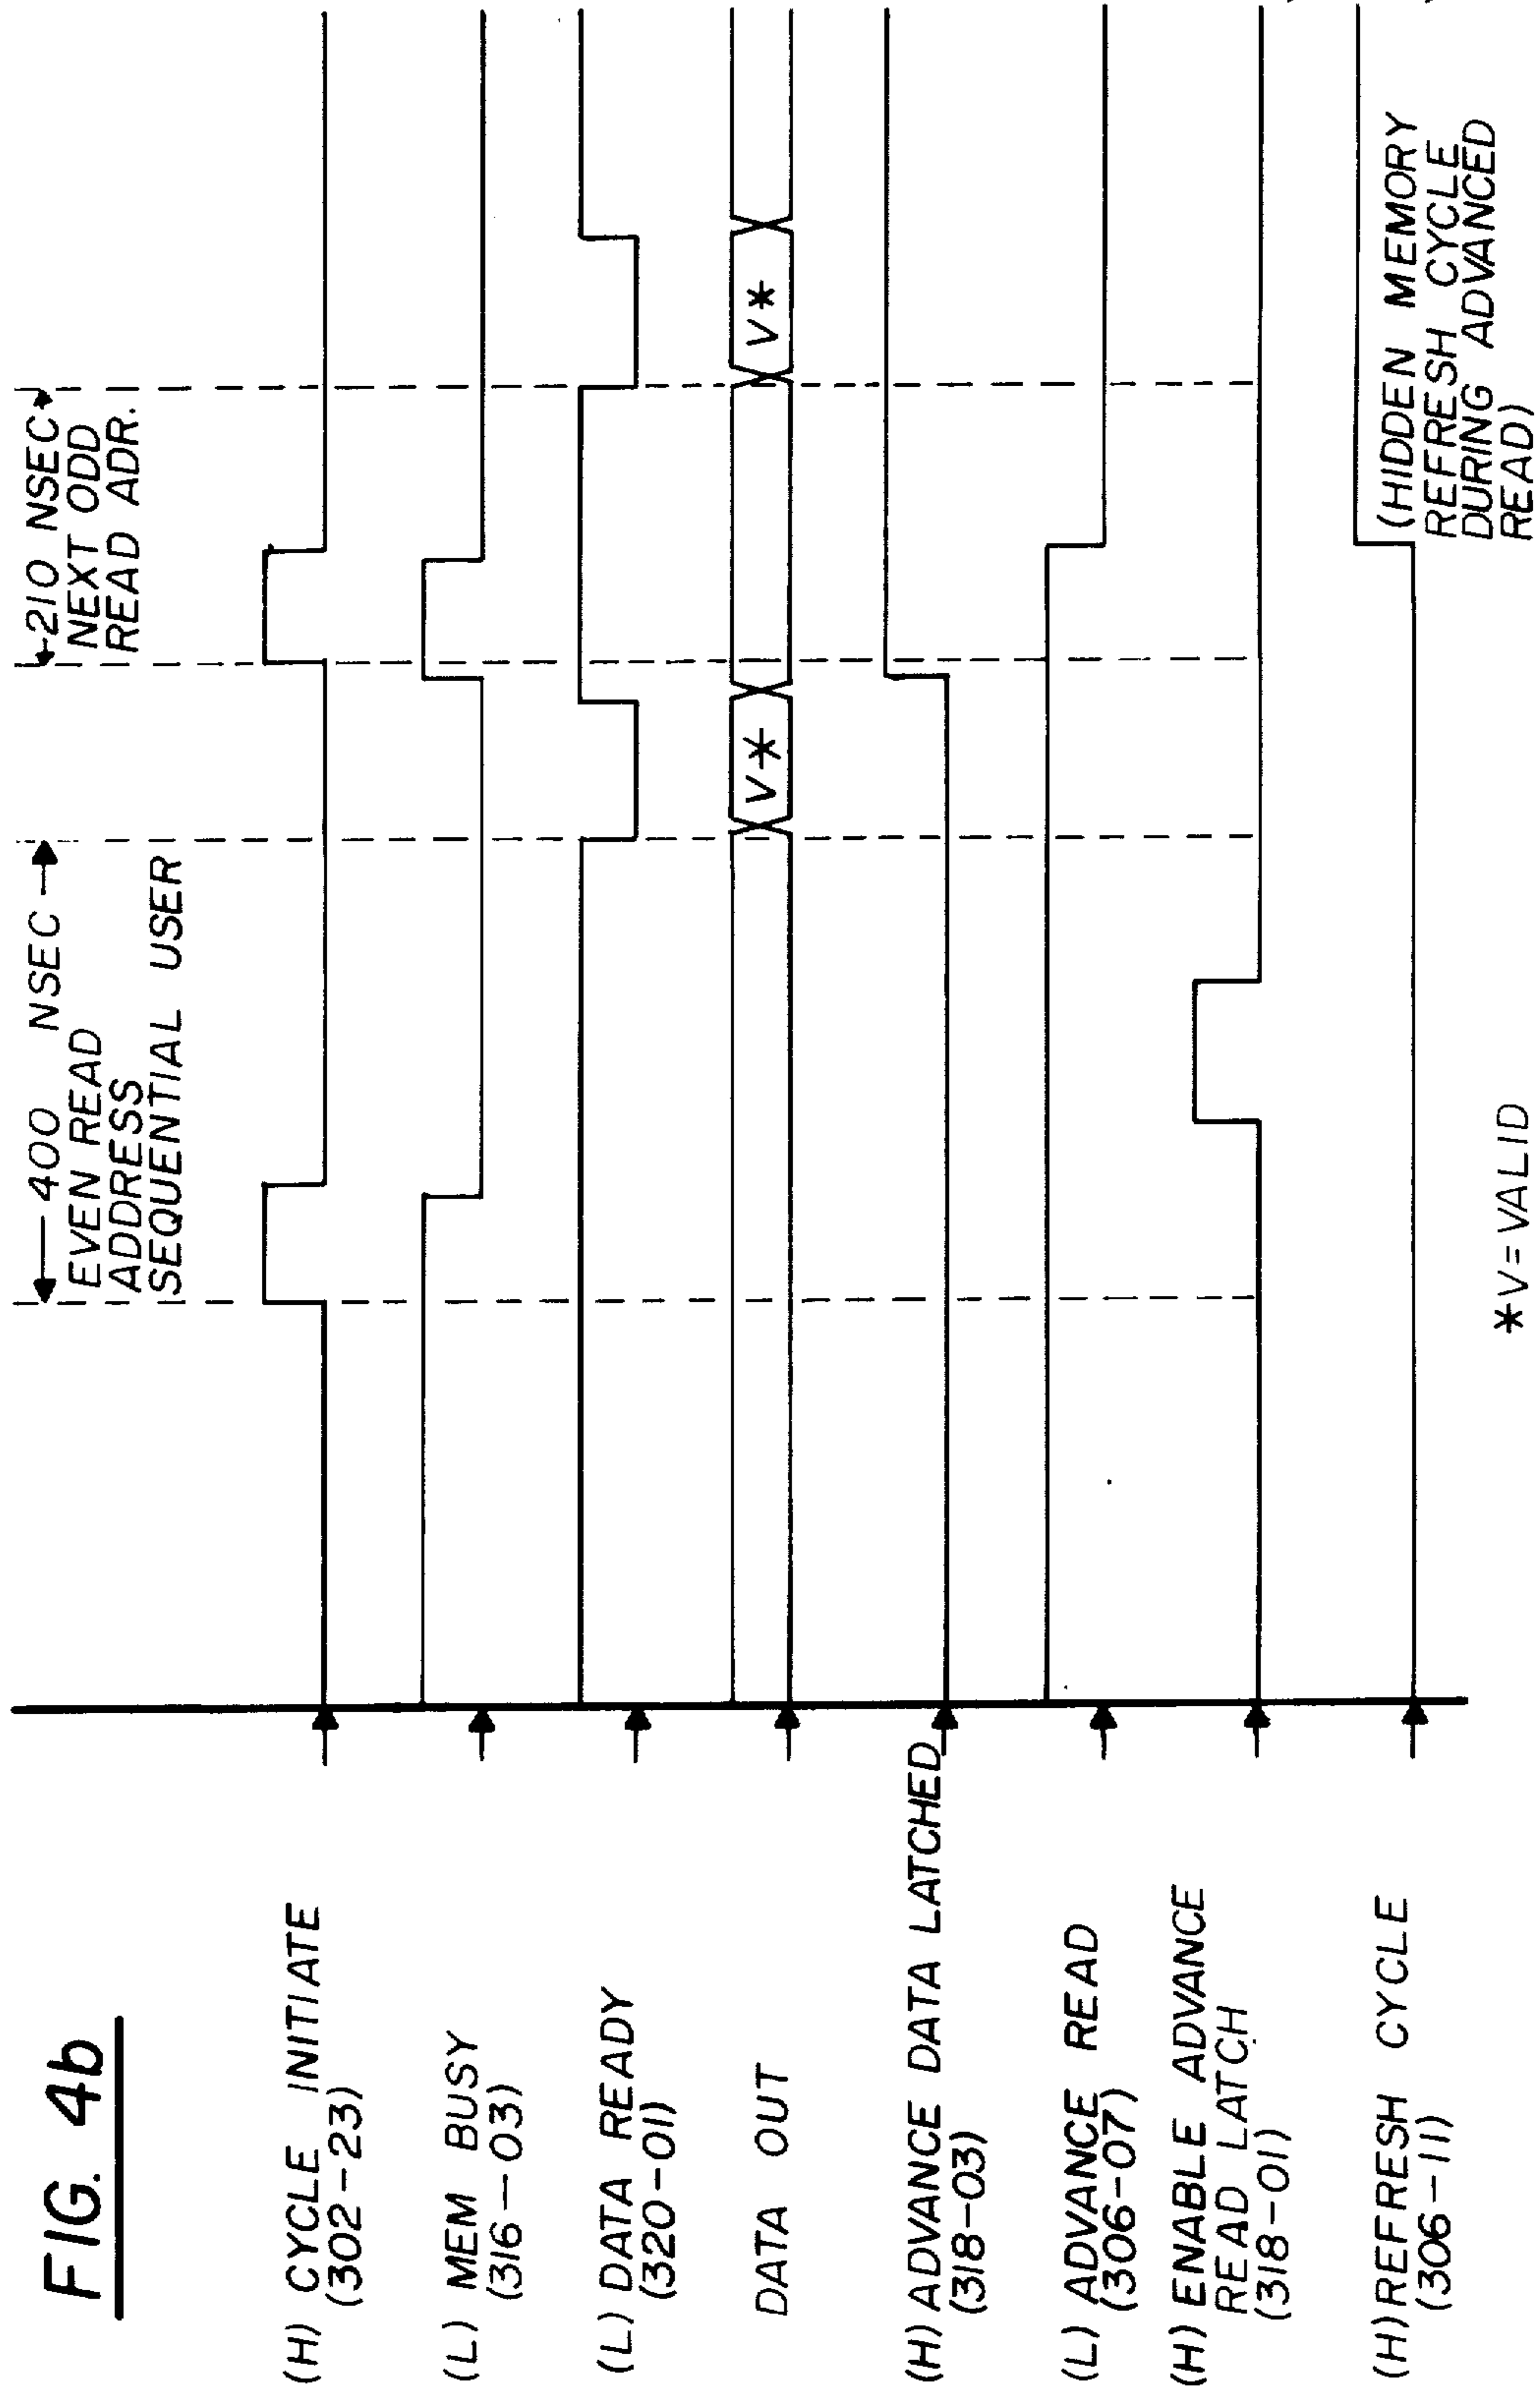 FIG. 4b
400 NSEC
EVEN READ
ADDRESS
SEQUENTIAL USER
210 NSEC
NEXT ODD
READ ADR.
(H) CYCLE INITIATE
(302-23)
(L) MEM BUSY
(316-03)
(L) DATA READY
(320-01)
DATA OUT
V*
V*
(H) ADVANCE DATA LATCHED
(318-03)
(L) ADVANCE READ
(306-07)
(H) ENABLE ADVANCE
READ LATCH
(318-01)
(H) REFRESH CYCLE
(306-11)
(HIDDEN MEMORY
REFRESH CYCLE
DURING ADVANCED
READ)
*V=VALID